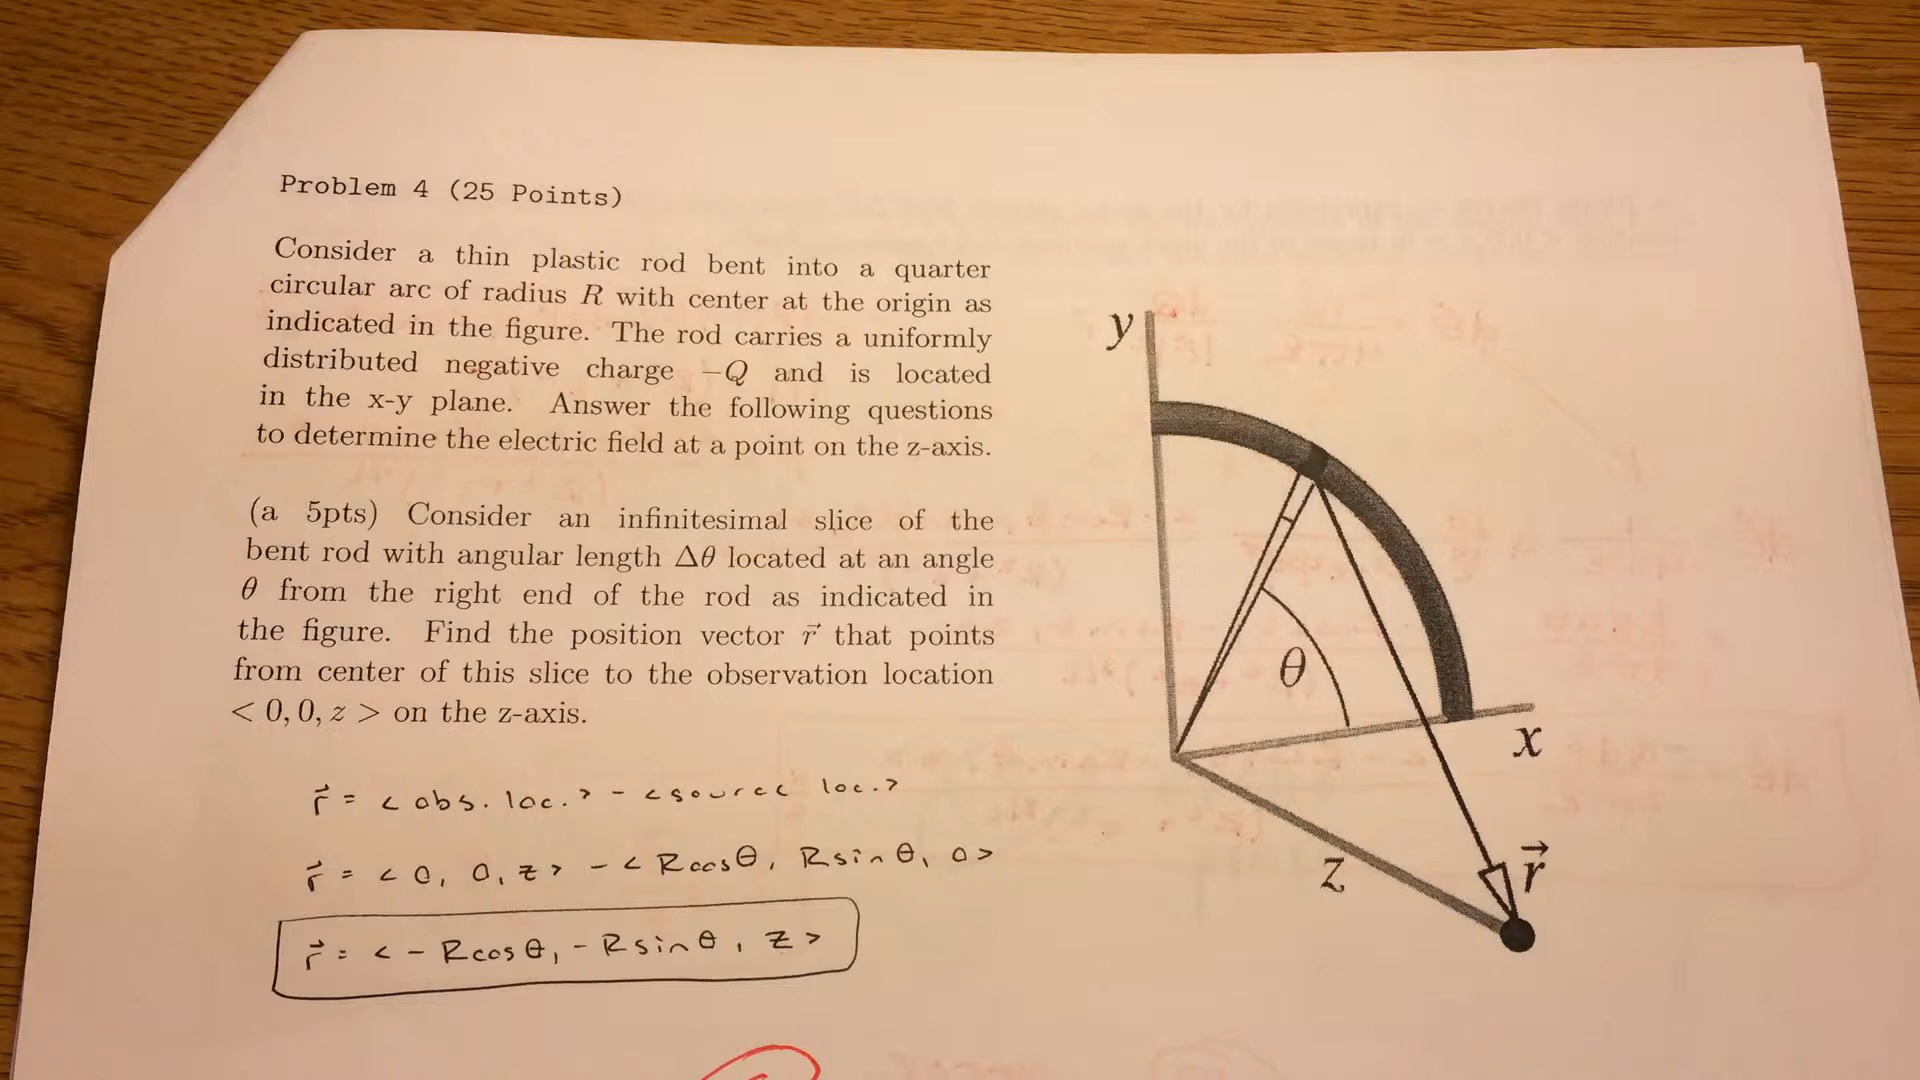 Problem 4 (25 Points)
Consider a thin plastic rod bent into a quarter
circular arc of radius R with center at the origin as
indicated in the figure. The rod carries a uniformly
distributed negative charge −Q and is located
in the x-y plane. Answer the following questions
to determine the electric field at a point on the z-axis.
(a 5pts) Consider an infinitesimal slice of the
bent rod with angular length Δθ located at an angle
θ from the right end of the rod as indicated in
the figure. Find the position vector r⃗ that points
from center of this slice to the observation location
< 0, 0, z > on the z-axis.
r⃗ = < obs. loc. > - < source loc. >
r⃗ = < 0, 0, z > - < R cos θ, R sin θ, 0 >
r⃗ = < - R cos θ, - R sin θ, z >
y
θ
x
z
r⃗